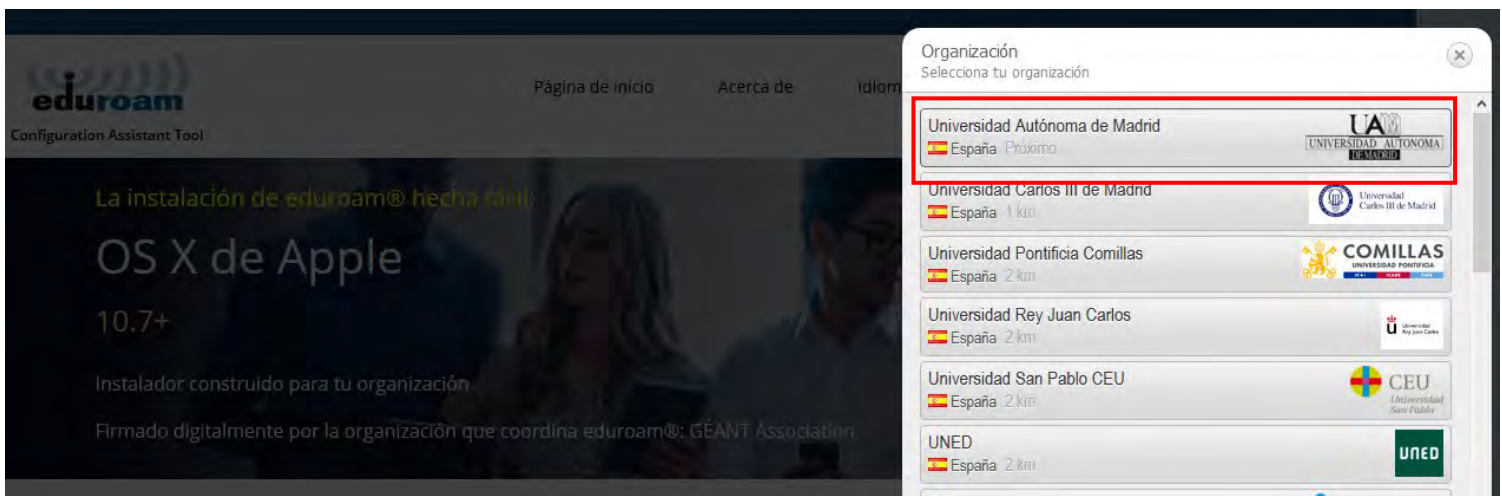 eduroam
Configuration Assistant Tool
Página de inicio
Acerca de
Idiom
La instalación de eduroam® hecha fácil:
OS X de Apple
10.7+
Instalador construido para tu organización
Firmado digitalmente por la organización que coordina eduroam®: GÉANT Association
Organización
Selecciona tu organización
Universidad Autónoma de Madrid
España Próximo
UAM
UNIVERSIDAD AUTONOMA
DE MADRID
Universidad Carlos III de Madrid
España 1 km
Universidad
Carlos III de Madrid
Universidad Pontificia Comillas
España 2 km
COMILLAS
UNIVERSIDAD PONTIFICIA
Universidad Rey Juan Carlos
España 2 km
Universidad
Rey Juan Carlos
Universidad San Pablo CEU
España 2 km
CEU
Universidad
San Pablo
UNED
España 2 km
UNED